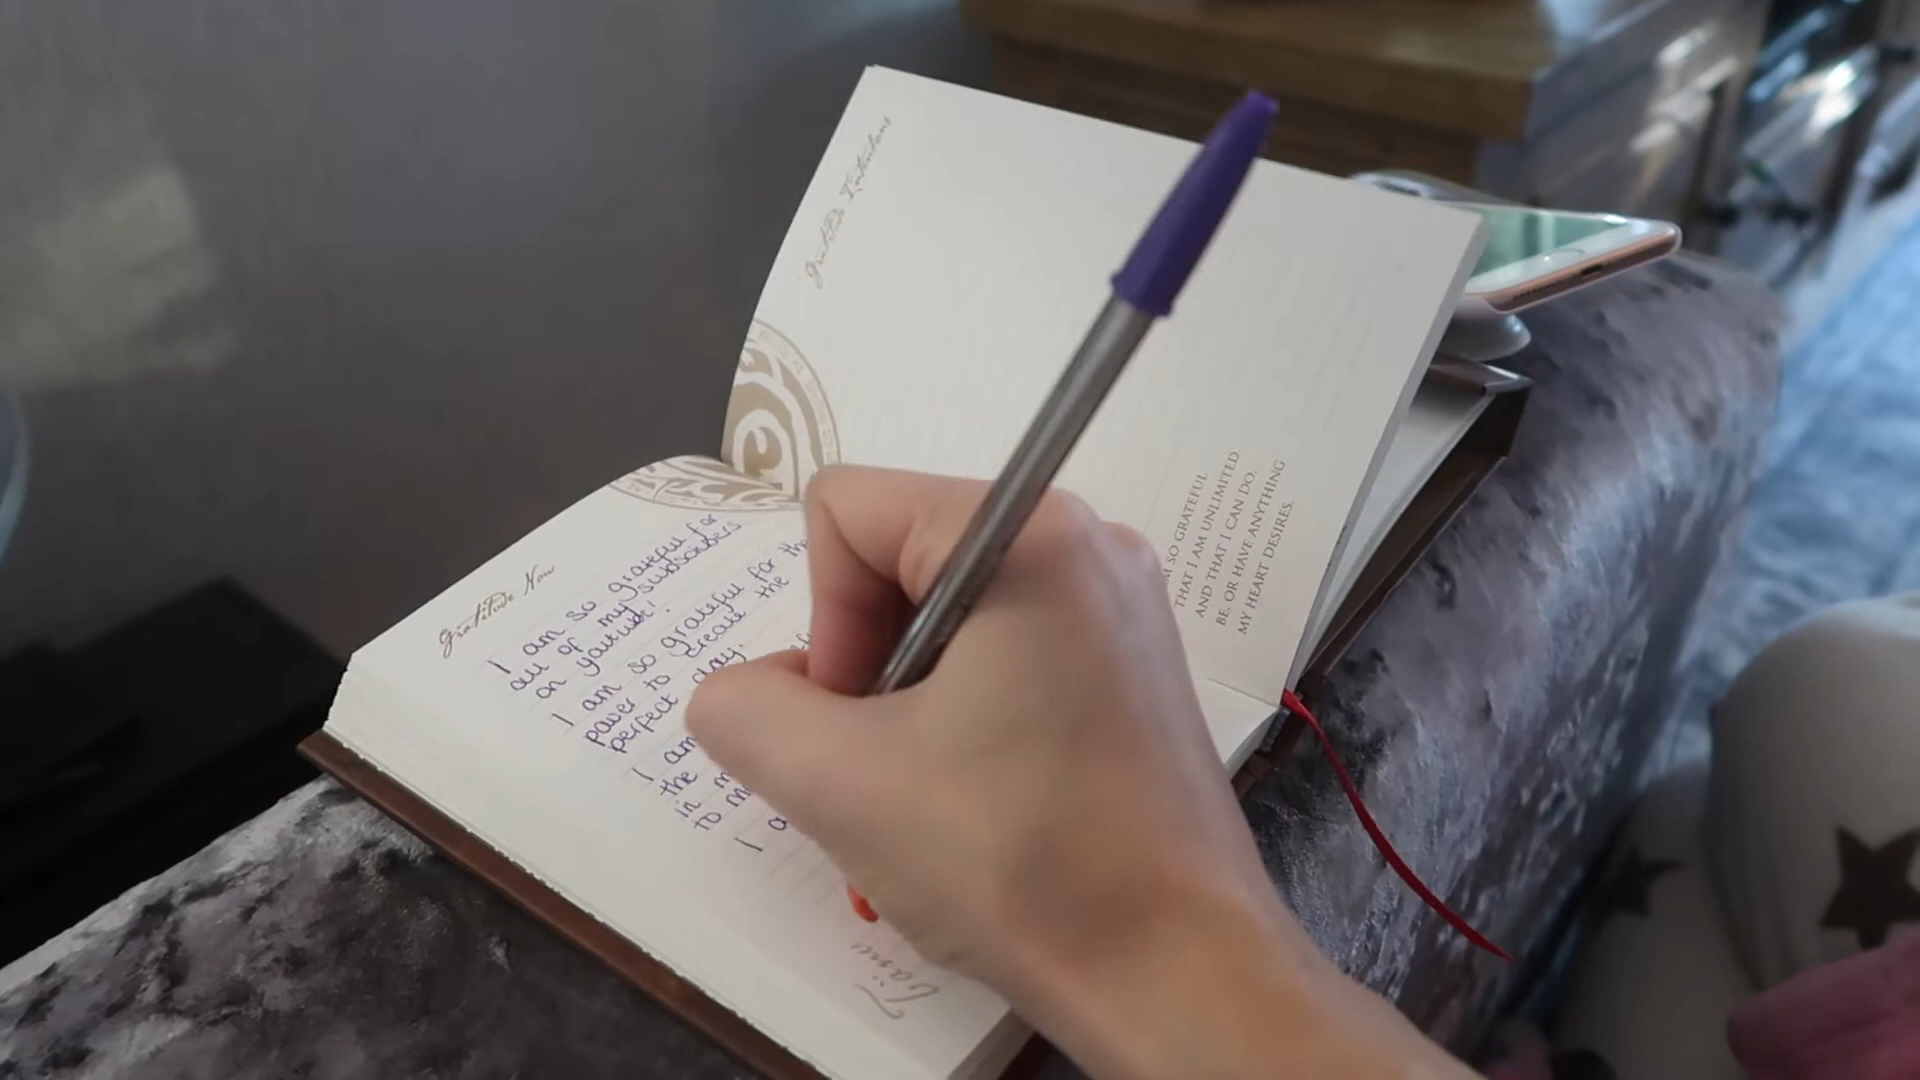 Gratitude Now
I am so grateful for
all of my subscribers
on youtube!
I am so grateful for the
power to create the
perfect day.
I am
the
in
to
I
Gratitude Intentions
SO GRATEFUL
THAT I AM UNLIMITED,
AND THAT I CAN DO,
BE, OR HAVE ANYTHING
MY HEART DESIRES.